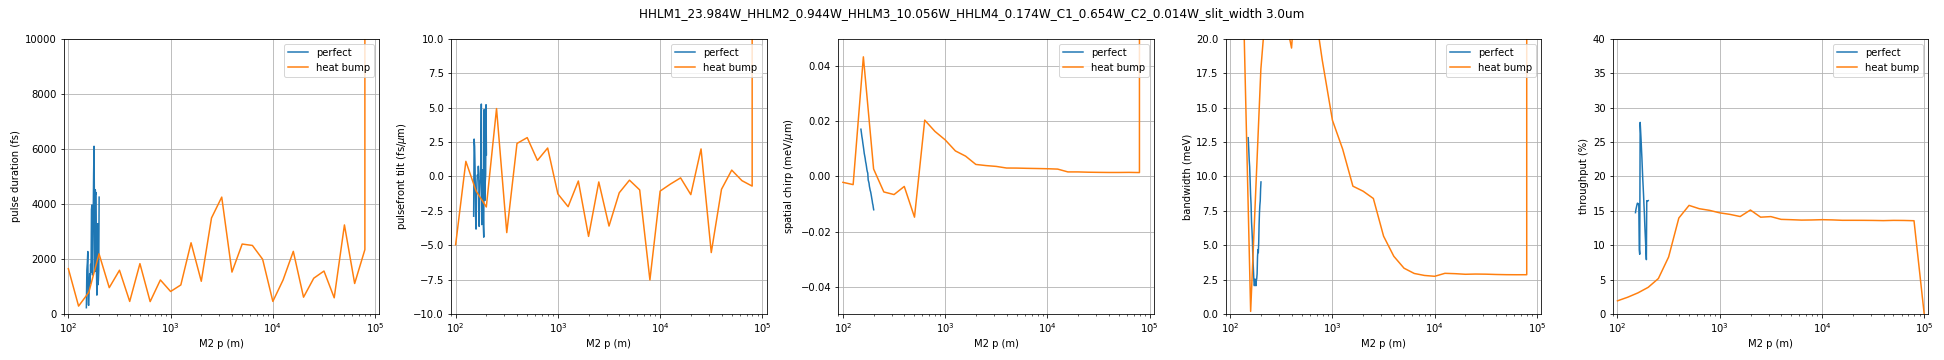 HHLM1_23.984W_HHLM2_0.944W_HHLM3_10.056W_HHLM4_0.174W_C1_0.654W_C2_0.014W_slit_width 3.0um
pulse duration (fs)
10000
8000
6000
4000
2000
0
perfect
heat bump
10² 10³ 10⁴ 10⁵
M2 p (m)
pulsefront tilt (fs/μm)
10.0
7.5
5.0
2.5
0.0
−2.5
−5.0
−7.5
−10.0
perfect
heat bump
10² 10³ 10⁴ 10⁵
M2 p (m)
spatial chirp (meV/μm)
0.04
0.02
0.00
−0.02
−0.04
perfect
heat bump
10² 10³ 10⁴ 10⁵
M2 p (m)
bandwidth (meV)
20.0
17.5
15.0
12.5
10.0
7.5
5.0
2.5
0.0
perfect
heat bump
10² 10³ 10⁴ 10⁵
M2 p (m)
throughput (%)
40
35
30
25
20
15
10
5
0
perfect
heat bump
10² 10³ 10⁴ 10⁵
M2 p (m)